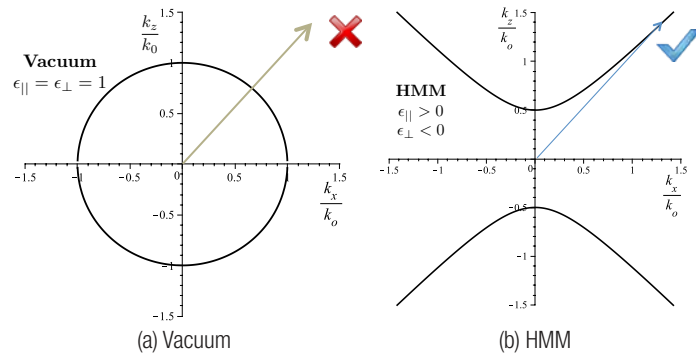 k_z/k_0
Vacuum
ϵ_{||} = ϵ_⊥ = 1
1.5
1
0.5
-1.5
-1
-0.5
0
0.5
1
1.5
k_x/k_o
-0.5
-1
-1.5
(a) Vacuum
k_z/k_o
HMM
ϵ_{||} > 0
ϵ_⊥ < 0
1.5
1
0.5
-1.5
-1
-0.5
0
0.5
1
1.5
k_x/k_o
-0.5
-1
-1.5
(b) HMM